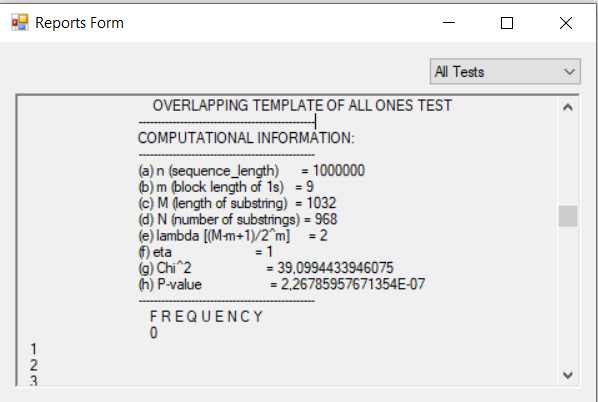 Reports Form
All Tests
OVERLAPPING TEMPLATE OF ALL ONES TEST
-----------------------------------------------
COMPUTATIONAL INFORMATION:
-----------------------------------------------
(a) n (sequence_length) = 1000000
(b) m (block length of 1s) = 9
(c) M (length of substring) = 1032
(d) N (number of substrings) = 968
(e) lambda [(M-m+1)/2^m] = 2
(f) eta = 1
(g) Chi^2 = 39,0994433946075
(h) P-value = 2,26785957671354E-07
-----------------------------------------------
F R E Q U E N C Y
0
1
2
3